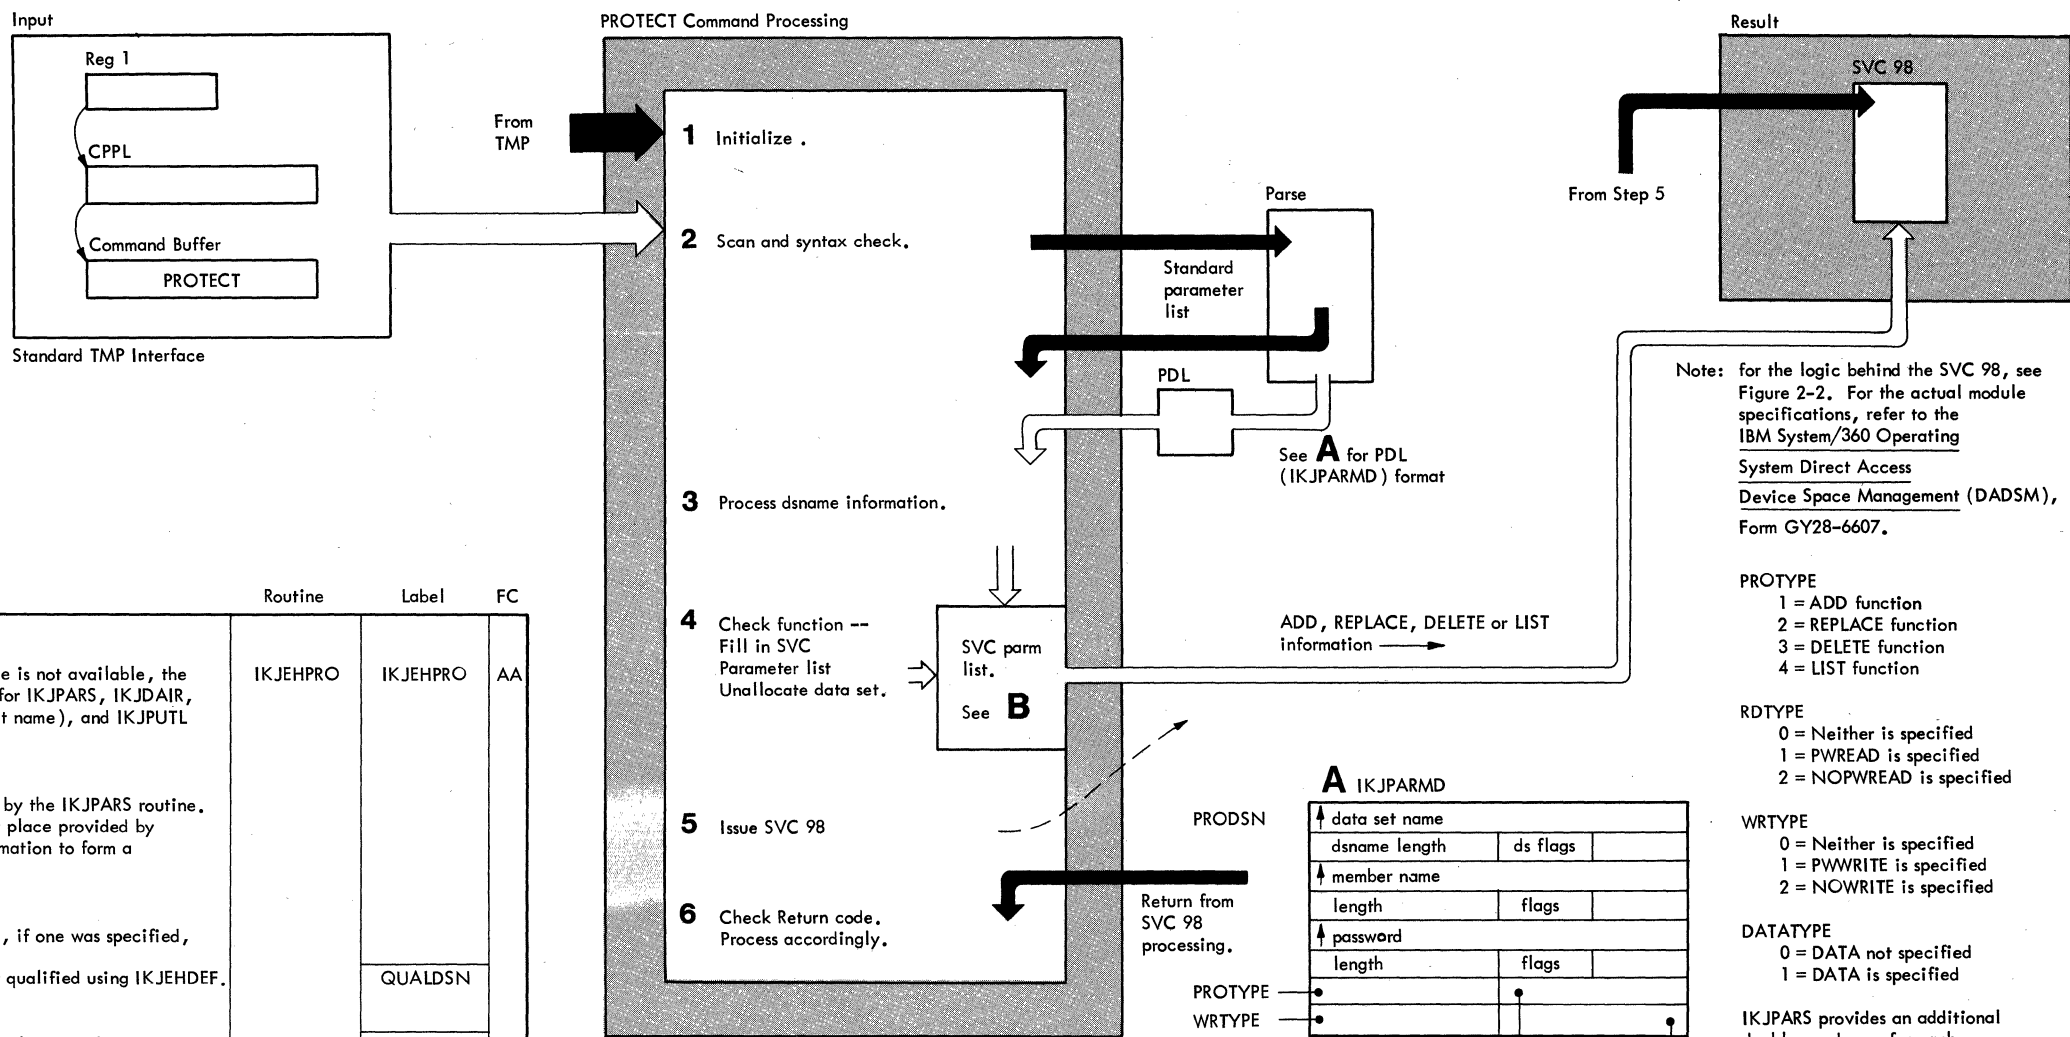 Input
Reg 1
CPPL
Command Buffer
PROTECT
Standard TMP Interface
PROTECT Command Processing
From
TMP
1 Initialize .
2 Scan and syntax check.
Parse
Standard
parameter
list
PDL
See A for PDL
(IKJPARMD) format
3 Process dsname information.
4 Check function --
Fill in SVC
Parameter list
Unallocate data set.
SVC parm
list.
See B
ADD, REPLACE, DELETE or LIST
information
5 Issue SVC 98
6 Check Return code.
Process accordingly.
Return from
SVC 98
processing.
Result
SVC 98
From Step 5
Note: for the logic behind the SVC 98, see
Figure 2-2. For the actual module
specifications, refer to the
IBM System/360 Operating
System Direct Access
Device Space Management (DADSM),
Form GY28-6607.
PROTYPE
1 = ADD function
2 = REPLACE function
3 = DELETE function
4 = LIST function
RDTYPE
0 = Neither is specified
1 = PWREAD is specified
2 = NOPWREAD is specified
WRTYPE
0 = Neither is specified
1 = PWWRITE is specified
2 = NOWRITE is specified
DATATYPE
0 = DATA not specified
1 = DATA is specified
IKJPARS provides an additional
A IKJPARMD
PRODSN
data set name
dsname length ds flags
member name
length flags
password
length flags
PROTYPE
WRTYPE
Routine Label FC
e is not available, the IKJEHPRO IKJEHPRO AA
for IKJPARS, IKJDAIR,
t name), and IKJPUTL
by the IKJPARS routine.
place provided by
mation to form a
, if one was specified,
qualified using IKJEHDEF. QUALDSN